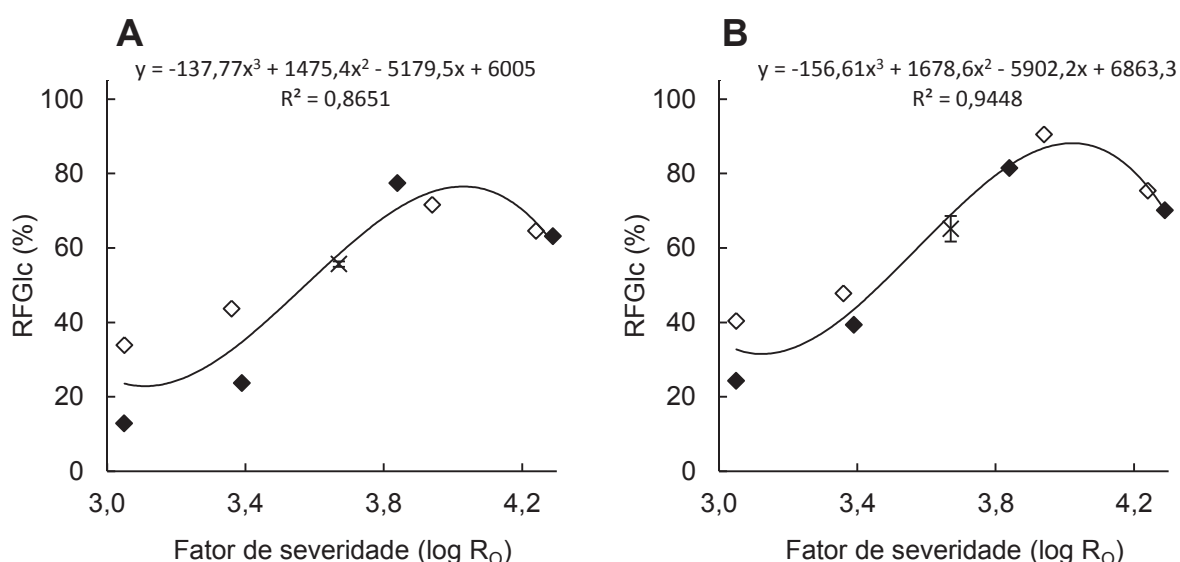 A
y = -137,77x³ + 1475,4x² - 5179,5x + 6005
R² = 0,8651
100
80
60
40
20
0
RFGlc (%)
3,0
3,4
3,8
4,2
Fator de severidade (log R_O)
B
y = -156,61x³ + 1678,6x² - 5902,2x + 6863,3
R² = 0,9448
100
80
60
40
20
0
RFGlc (%)
3,0
3,4
3,8
4,2
Fator de severidade (log R_O)